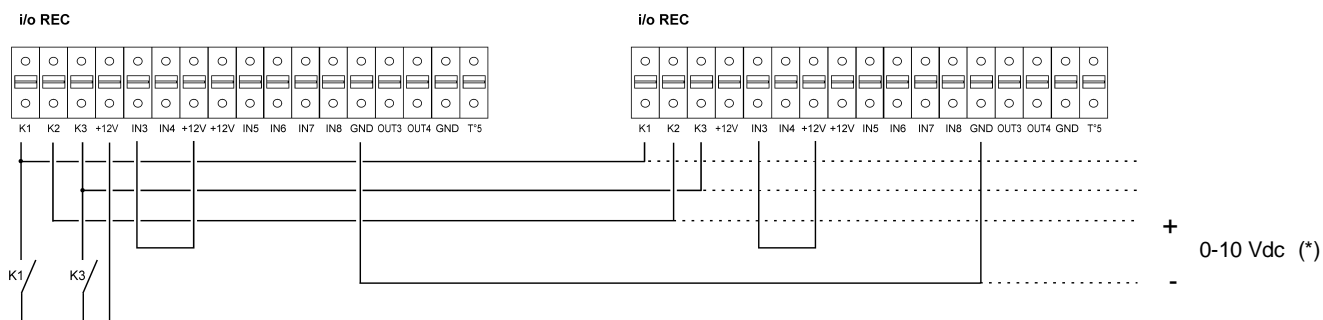 i/o REC i/o REC
K1 K2 K3 +12V IN3 IN4 +12V +12V IN5 IN6 IN7 IN8 GND OUT3 OUT4 GND T°5 K1 K2 K3 +12V IN3 IN4 +12V +12V IN5 IN6 IN7 IN8 GND OUT3 OUT4 GND T°5
+
0-10 Vdc (*)
-
K1 K3